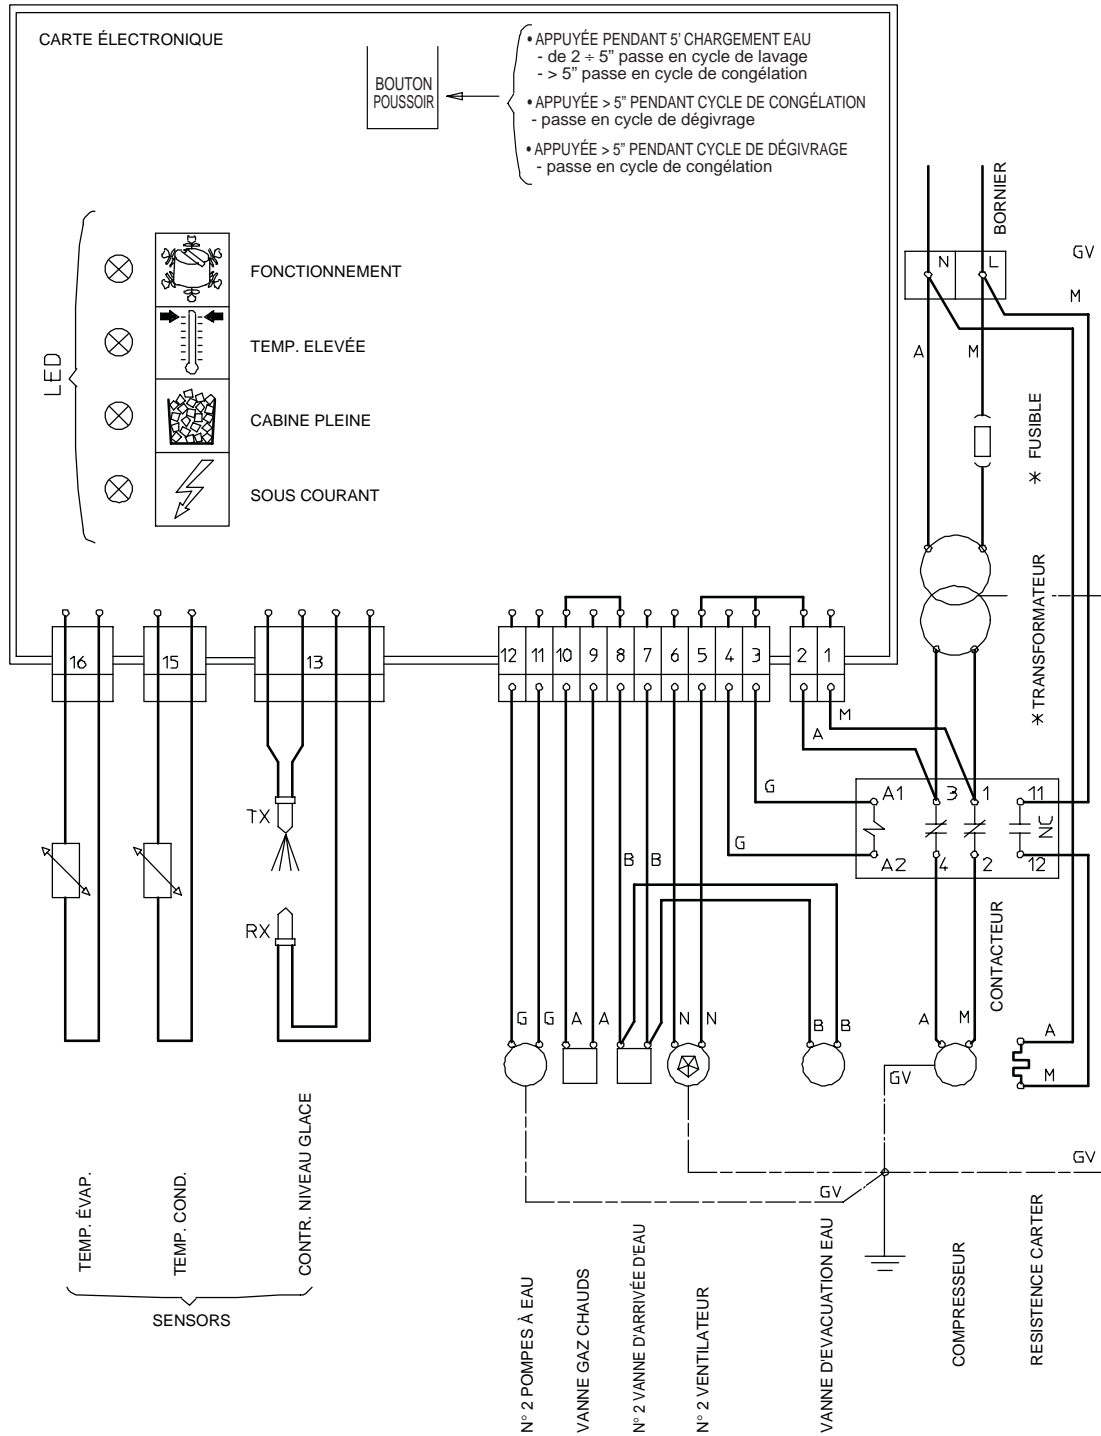 CARTE ÉLECTRONIQUE
BOUTON
POUSSOIR
• APPUYÉE PENDANT 5' CHARGEMENT EAU
- de 2 ÷ 5” passe en cycle de lavage
- > 5” passe en cycle de congélation
• APPUYÉE > 5” PENDANT CYCLE DE CONGÉLATION
- passe en cycle de dégivrage
• APPUYÉE > 5” PENDANT CYCLE DE DÉGIVRAGE
- passe en cycle de congélation
BORNIER
GV
N L
M
LED
FONCTIONNEMENT
TEMP. ELEVÉE
CABINE PLEINE
SOUS COURANT
A M
* FUSIBLE
* TRANSFORMATEUR
16 15 13 12 11 10 9 8 7 6 5 4 3 2 1
M
A
G
A1 3 1 11
NC
A2 4 2 12
G
TX
B B
RX
CONTACTEUR
G G A A N N B B A M A
M
GV
GV
GV
TEMP. ÉVAP.
TEMP. COND.
CONTR. NIVEAU GLACE
SENSORS
N° 2 POMPES À EAU
VANNE GAZ CHAUDS
N° 2 VANNE D'ARRIVÉE D'EAU
N° 2 VENTILATEUR
VANNE D'EVACUATION EAU
COMPRESSEUR
RESISTENCE CARTER